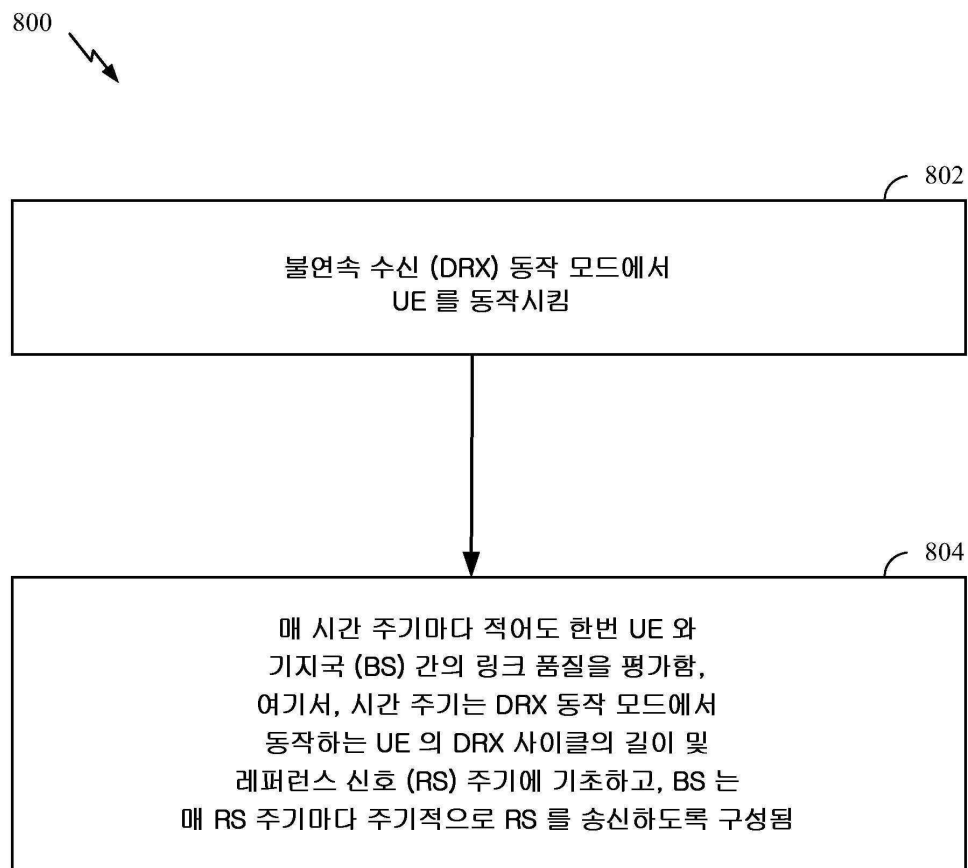 800
802
불연속 수신 (DRX) 동작 모드에서
UE 를 동작시킴
804
매 시간 주기마다 적어도 한번 UE 와
기지국 (BS) 간의 링크 품질을 평가함,
여기서, 시간 주기는 DRX 동작 모드에서
동작하는 UE 의 DRX 사이클의 길이 및
레퍼런스 신호 (RS) 주기에 기초하고, BS 는
매 RS 주기마다 주기적으로 RS 를 송신하도록 구성됨